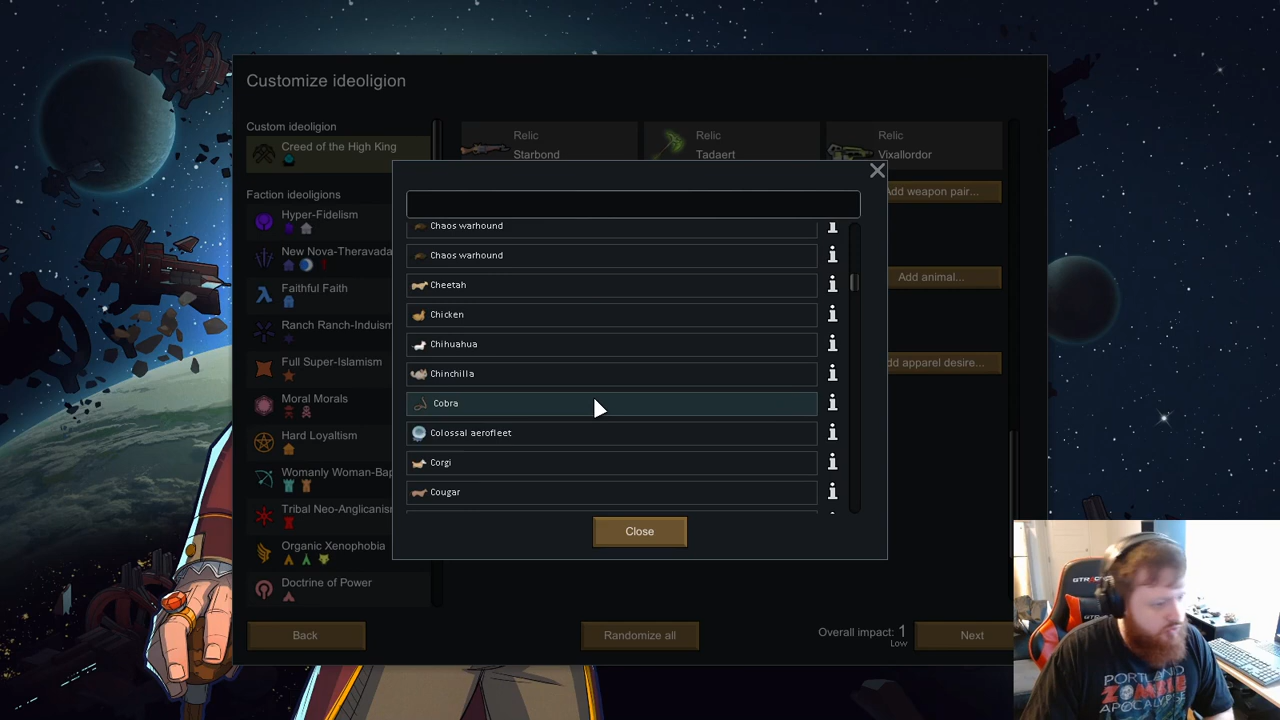 Customize ideoligion
Custom ideoligion
Creed of the High King
Faction ideoligions
Hyper-Fidelism
New Nova-Theravada
Faithful Faith
Ranch Ranch-Induism
Full Super-Islamism
Moral Morals
Hard Loyaltism
Womanly Woman-Bap
Tribal Neo-Anglicanism
Organic Xenophobia
Doctrine of Power
Relic
Starbond
Relic
Tadaert
Relic
Vixallordor
Add weapon pair...
Add animal...
dd apparel desire...
Chaos warhound
Chaos warhound
Cheetah
Chicken
Chihuahua
Chinchilla
Cobra
Colossal aerofleet
Corgi
Cougar
Close
Back
Randomize all
Overall impact: 1
Low
Next
GTRACING
PORTLAND
ZOMBIE
APOCALYPSE